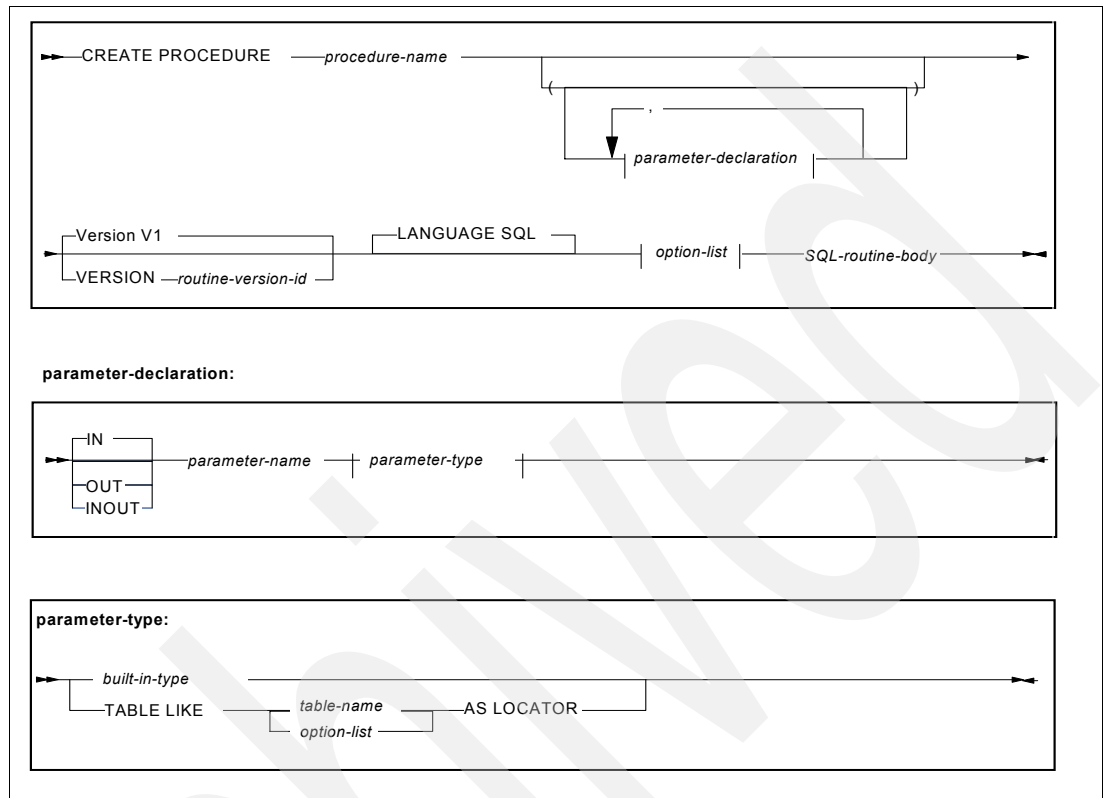 CREATE PROCEDURE procedure-name
( )
,
parameter-declaration
Version V1 LANGUAGE SQL
VERSION routine-version-id option-list SQL-routine-body
parameter-declaration:
IN
parameter-name parameter-type
OUT
INOUT
parameter-type:
built-in-type
TABLE LIKE table-name AS LOCATOR
option-list